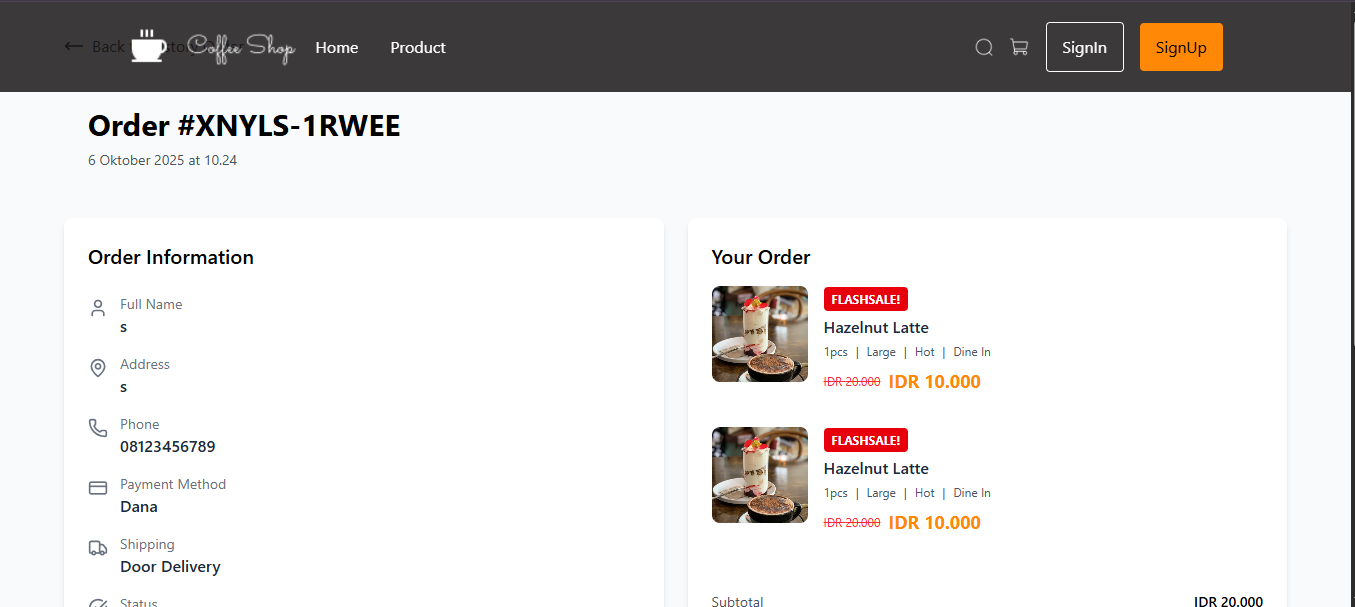 Back
Coffee Shop
Home
Product
SignIn
SignUp
Order #XNYLS-1RWEE
6 Oktober 2025 at 10.24
Order Information
Full Name
s
Address
s
Phone
08123456789
Payment Method
Dana
Shipping
Door Delivery
Status
Your Order
FLASHSALE!
Hazelnut Latte
1pcs | Large | Hot | Dine In
IDR 20.000 IDR 10.000
FLASHSALE!
Hazelnut Latte
1pcs | Large | Hot | Dine In
IDR 20.000 IDR 10.000
Subtotal IDR 20.000